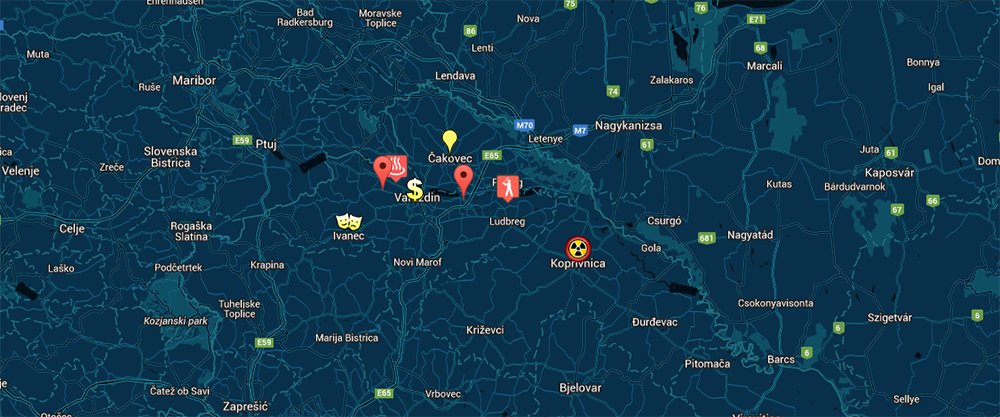 Ehrenhausen
Bad
Radkersburg
Moravske
Toplice
Nova
75
76
E71
86
Lenti
68
Muta
Maribor
Ruše
Lendava
Zalakaros
Marcali
Bonnya
Igal
74
M70
M7
Nagykanizsa
Letenye
61
E59
Ptuj
Slovenska
Bistrica
Zreče
Velenje
Čakovec
E65
Juta
61
Kaposvár
Kutas
Bárdudvarnok
66
67
$
Ludbreg
Ivanec
Rogaška
Slatina
Celje
Csurgó
Gola
681
Nagyatád
Laško
Podčetrtek
Krapina
Novi Marof
Koprivnica
Tuheljske
Toplice
Csokonyavisonta
Kozjanski park
Szigetvár
6
6
Đurđevac
Križevci
Marija Bistrica
E59
Pitomača
Barcs
6
Čatež ob Savi
E65
Vrbovec
Bjelovar
Zaprešić
Sellye